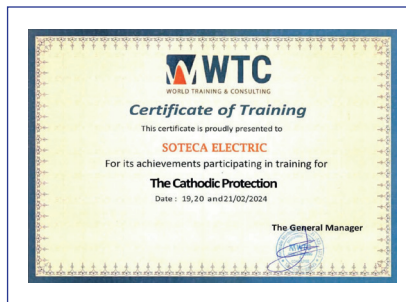 WTC
WORLD TRAINING & CONSULTING
Certificate of Training
This certificate is proudly presented to
SOTECA ELECTRIC
For its achievements participating in training for
The Cathodic Protection
Date : 19,20 and21/02/2024
The General Manager